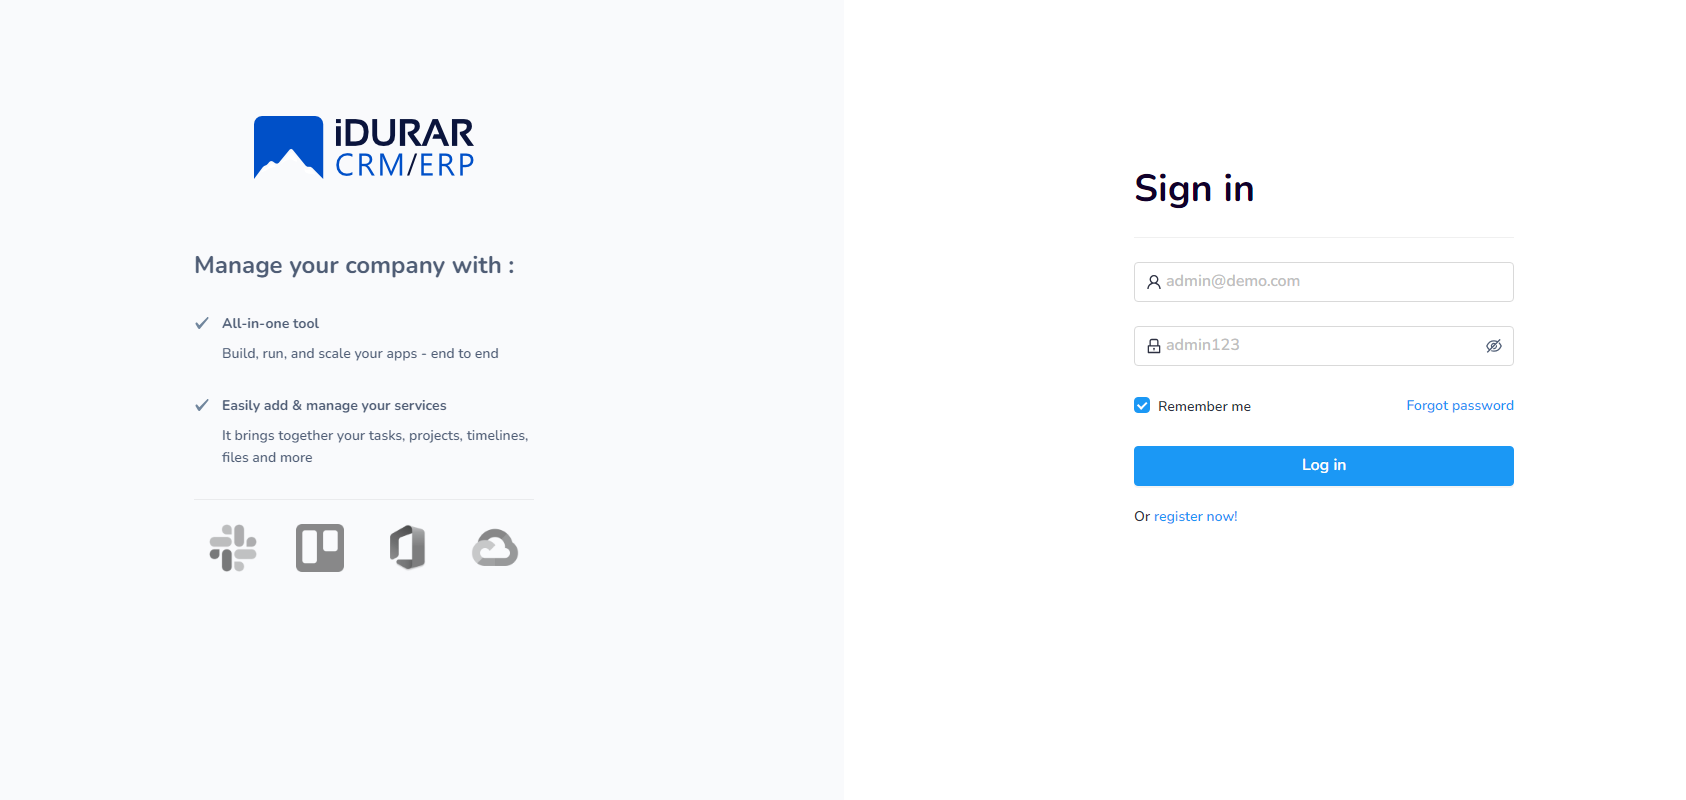 iDURAR
CRM/ERP
Manage your company with :
All-in-one tool
Build, run, and scale your apps - end to end
Easily add & manage your services
It brings together your tasks, projects, timelines,
files and more
Sign in
admin@demo.com
admin123
Remember me
Forgot password
Log in
Or register now!